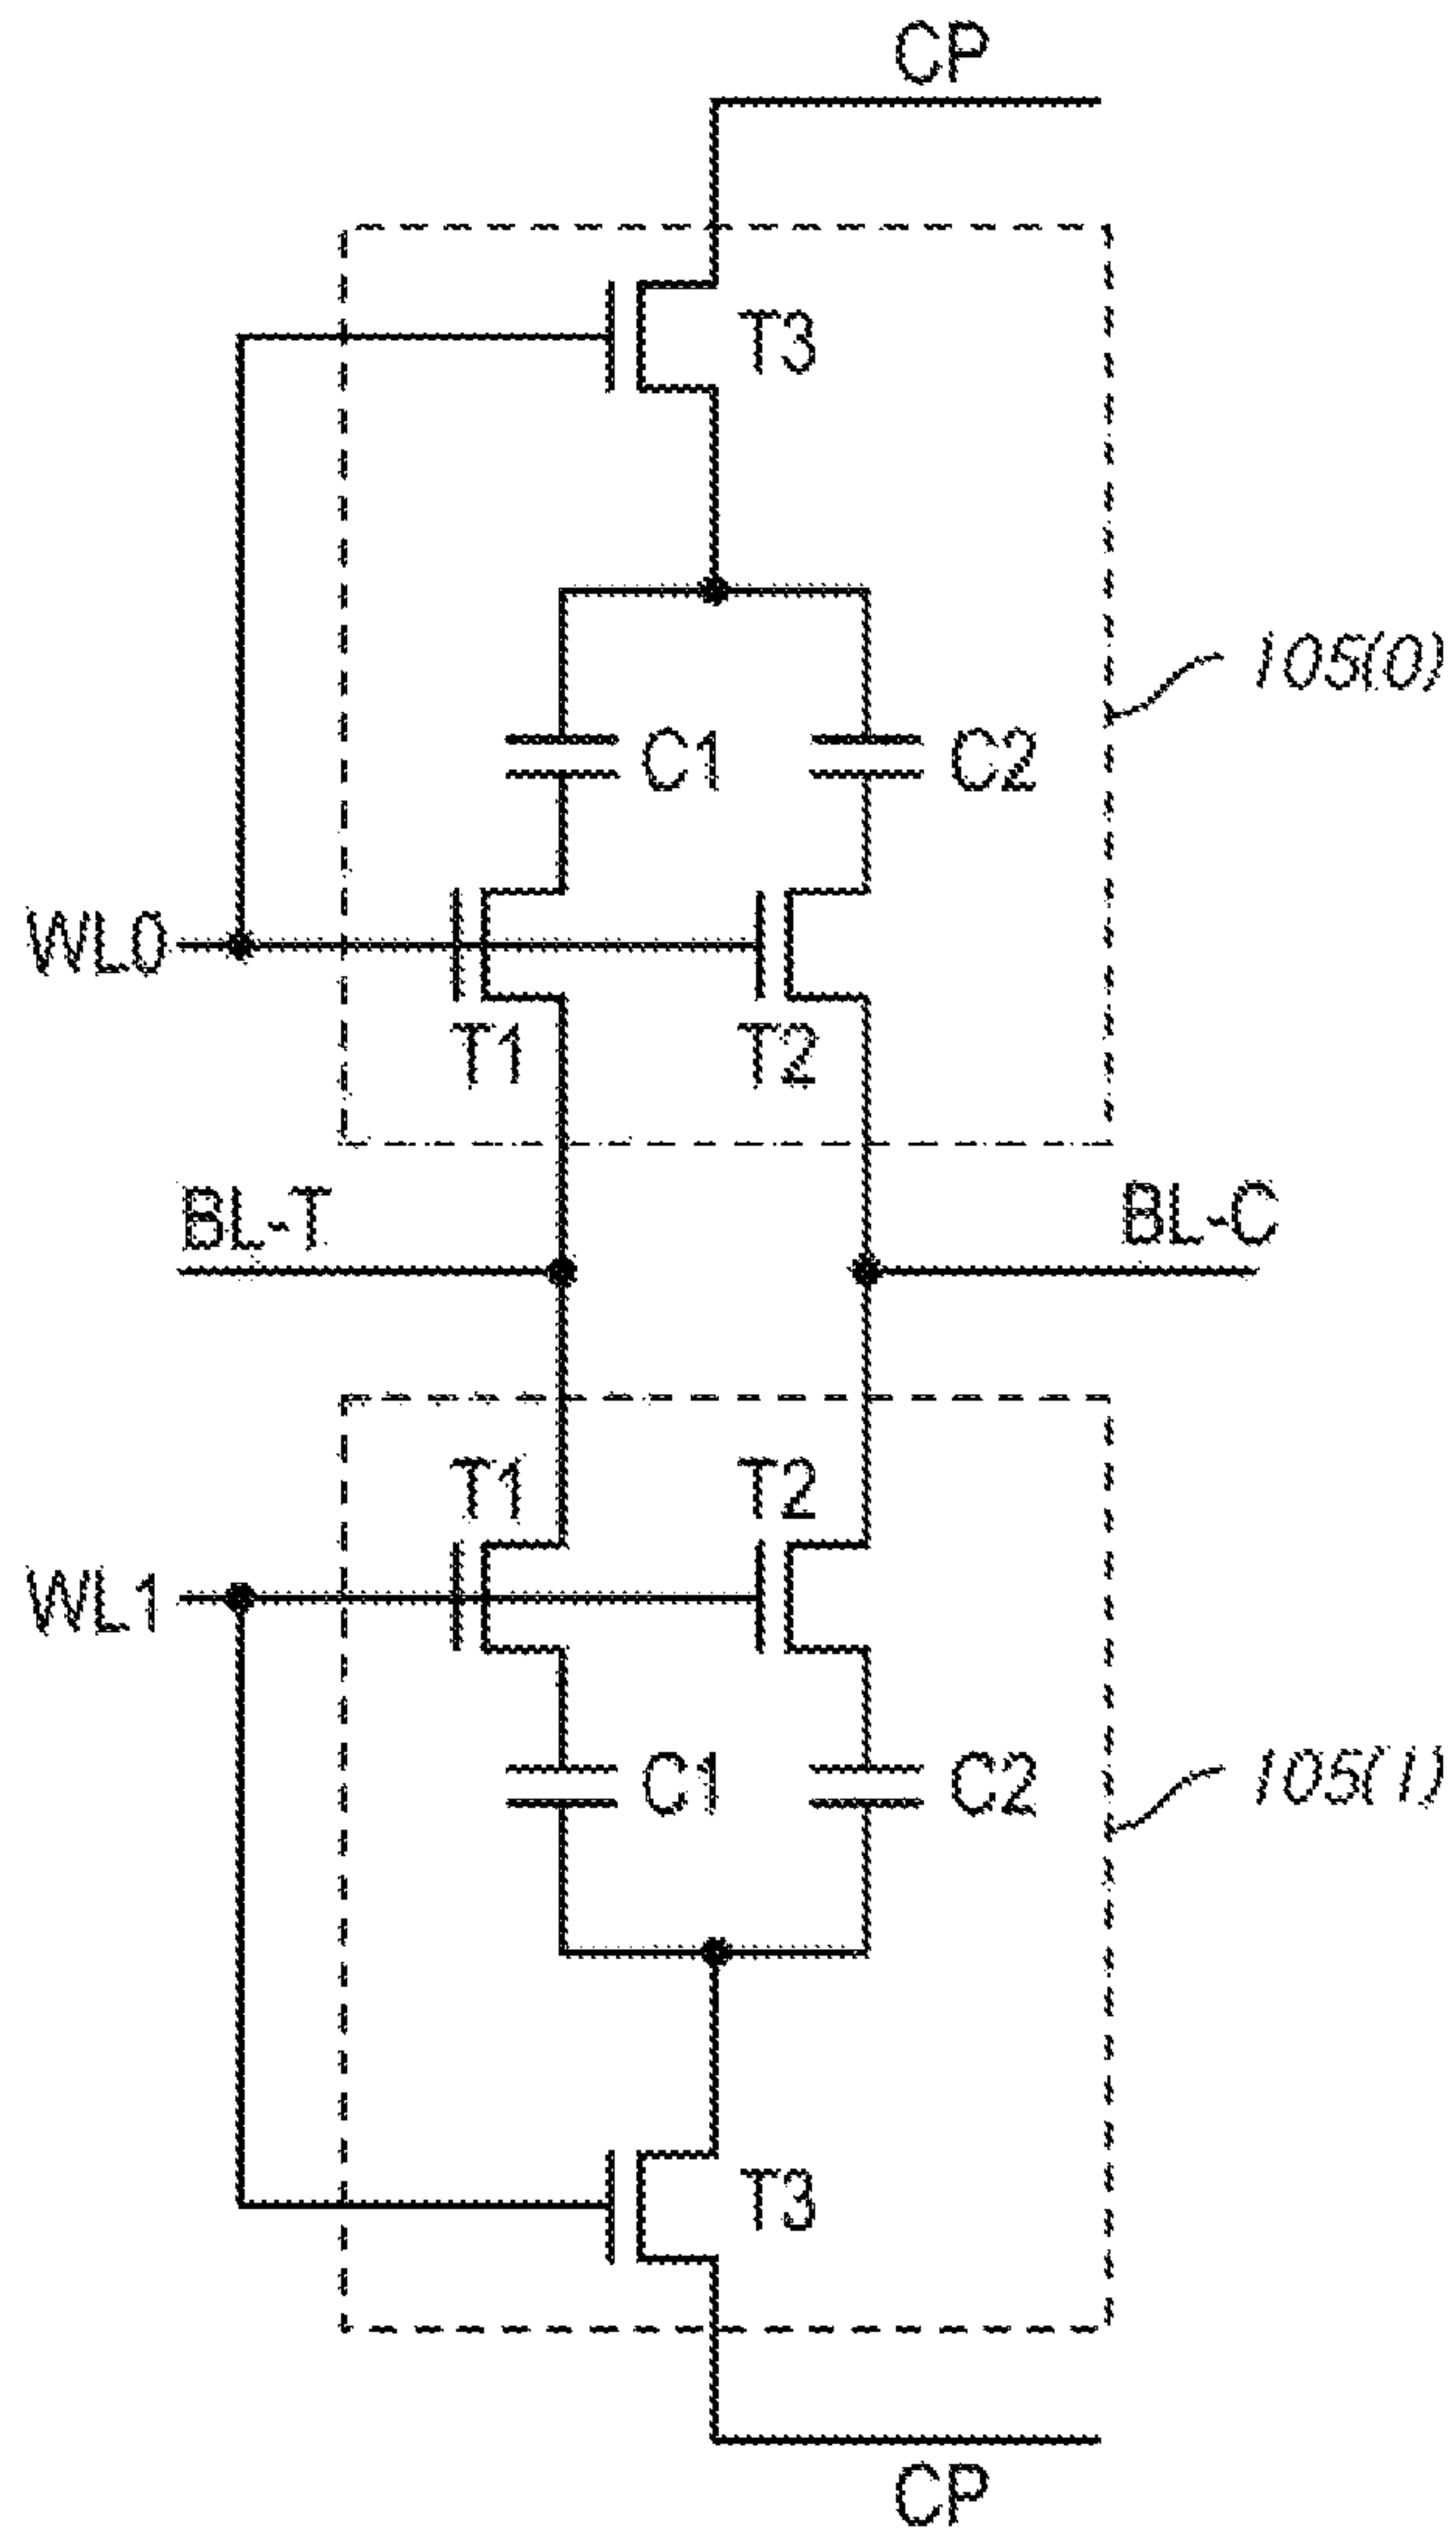 CP
T3
105(0)
C1
C2
WL0
T1
T2
BL-T
BL-C
T1
T2
WL1
C1
C2
105(1)
T3
CP